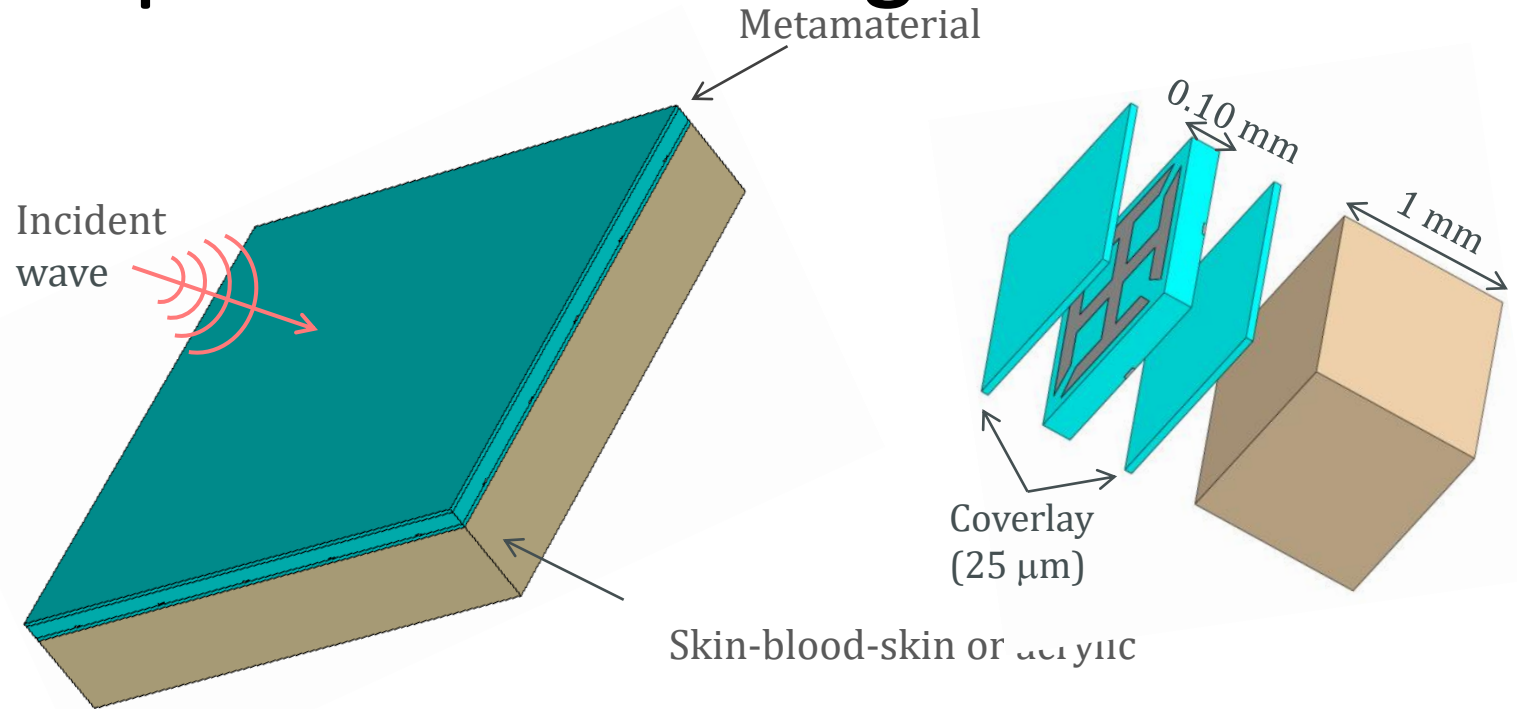 Metamaterial
0.10 mm
1 mm
Incident
wave
Coverlay
(25 μm)
Skin-blood-skin or